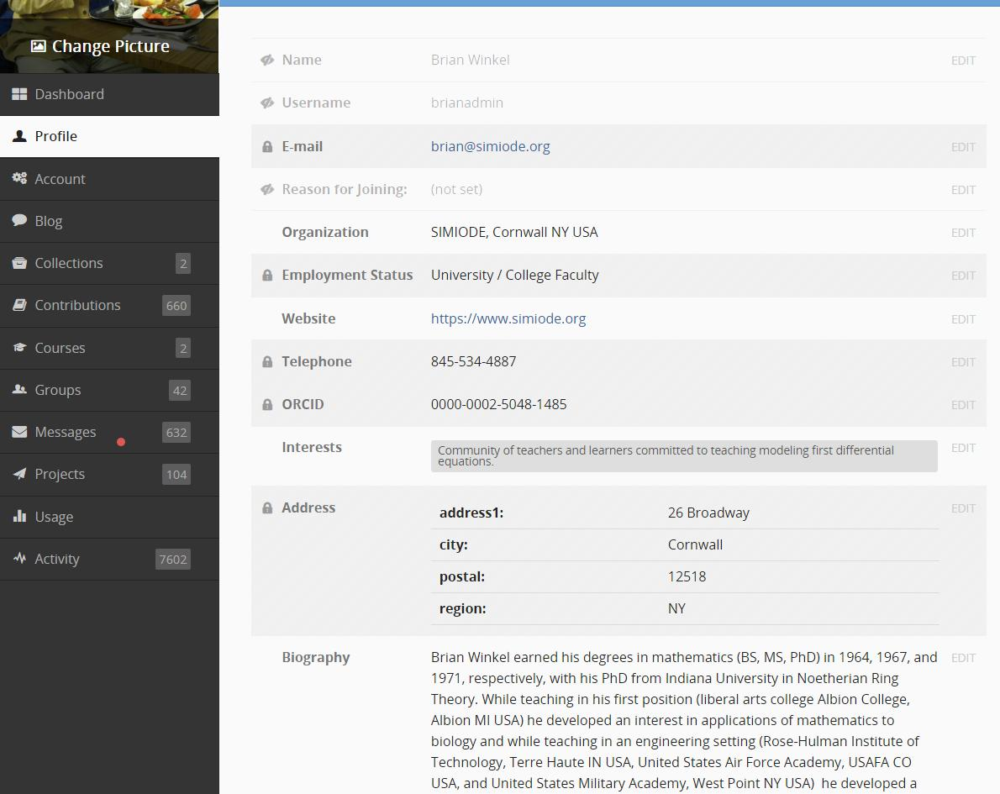 Change Picture
Dashboard
Profile
Account
Blog
Collections 2
Contributions 660
Courses 2
Groups 42
Messages 632
Projects 104
Usage
Activity 7602
Name Brian Winkel EDIT
Username brianadmin
E-mail brian@simiode.org EDIT
Reason for Joining: (not set) EDIT
Organization SIMIODE, Cornwall NY USA EDIT
Employment Status University / College Faculty EDIT
Website https://www.simiode.org EDIT
Telephone 845-534-4887 EDIT
ORCID 0000-0002-5048-1485 EDIT
Interests Community of teachers and learners committed to teaching modeling first differential EDIT
equations.
Address address1: 26 Broadway EDIT
city: Cornwall
postal: 12518
region: NY
Biography Brian Winkel earned his degrees in mathematics (BS, MS, PhD) in 1964, 1967, and EDIT
1971, respectively, with his PhD from Indiana University in Noetherian Ring
Theory. While teaching in his first position (liberal arts college Albion College,
Albion MI USA) he developed an interest in applications of mathematics to
biology and while teaching in an engineering setting (Rose-Hulman Institute of
Technology, Terre Haute IN USA, United States Air Force Academy, USAFA CO
USA, and United States Military Academy, West Point NY USA) he developed a